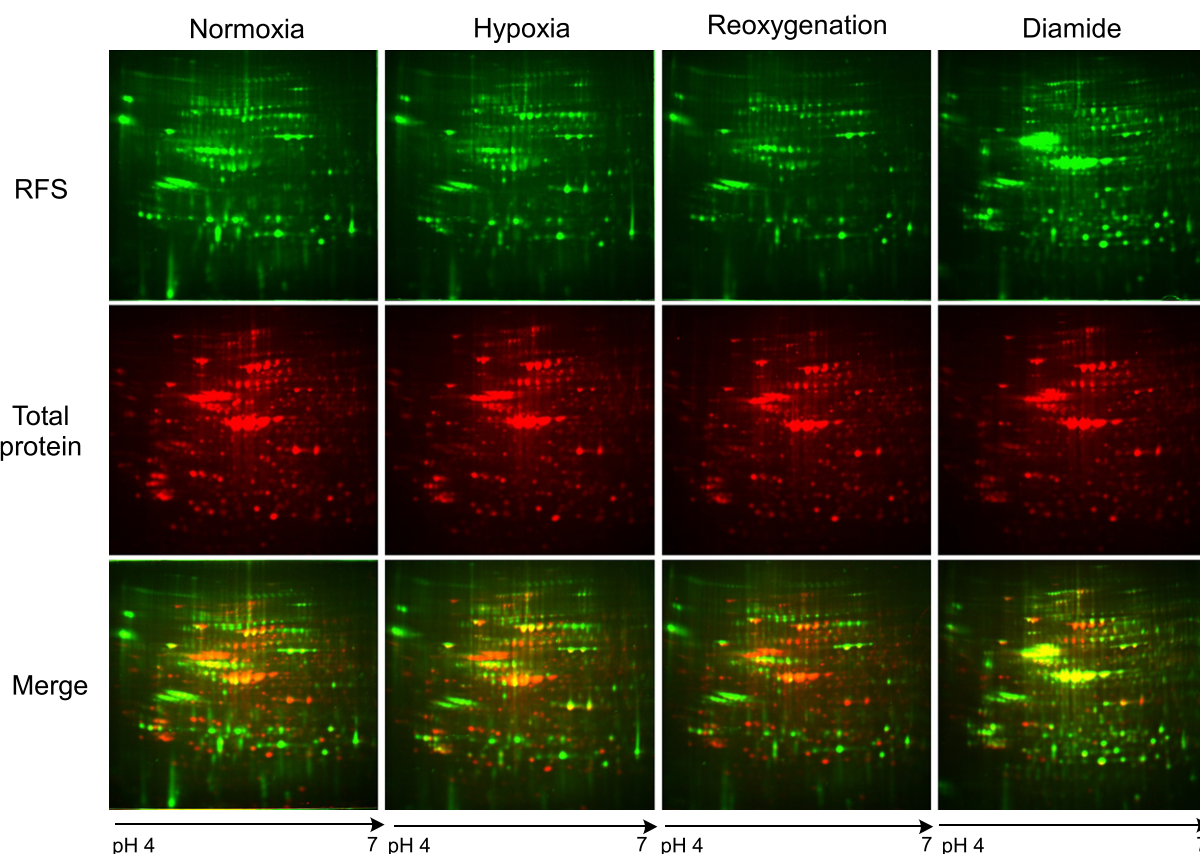 Normoxia Hypoxia Reoxygenation Diamide
RFS
Total
protein
Merge
pH 4 7 pH 4 7 pH 4 7 pH 4